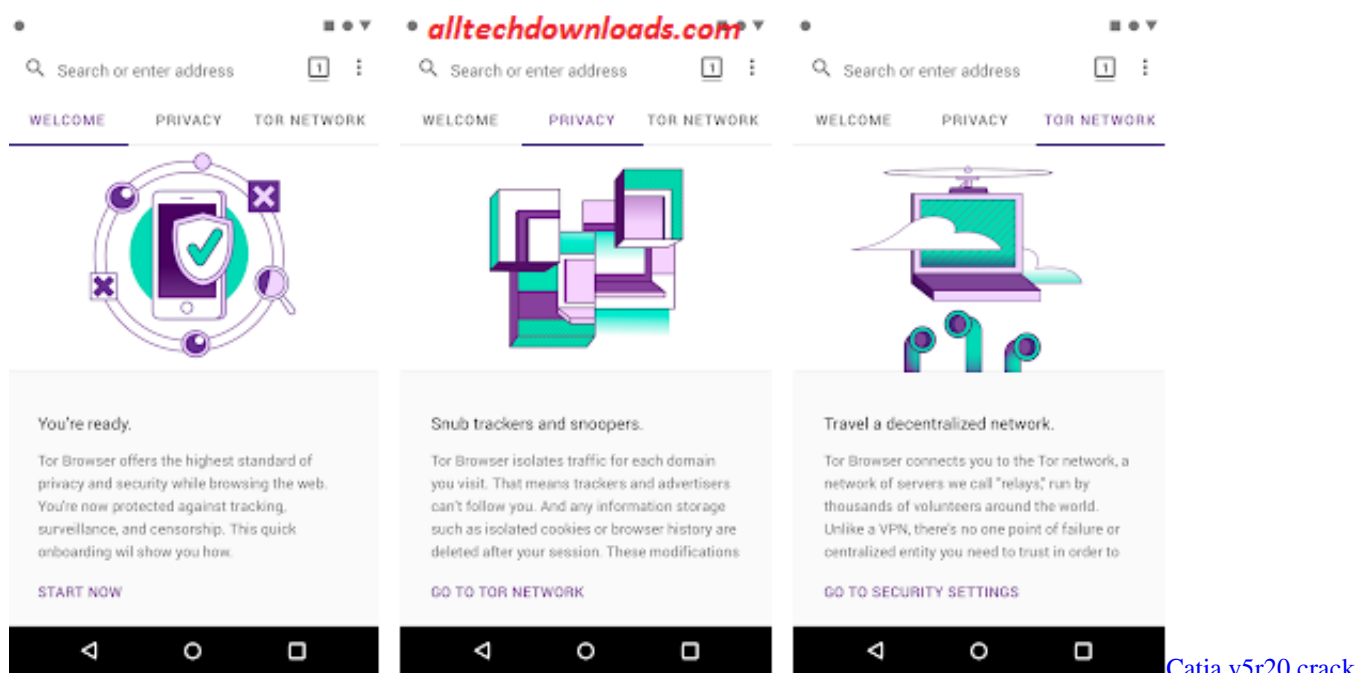 alltechdownloads.com
Search or enter address 1
WELCOME PRIVACY TOR NETWORK
You're ready.
Tor Browser offers the highest standard of
privacy and security while browsing the web.
You're now protected against tracking,
surveillance, and censorship. This quick
onboarding wil show you how.
START NOW
Search or enter address 1
WELCOME PRIVACY TOR NETWORK
Snub trackers and snoopers.
Tor Browser isolates traffic for each domain
you visit. That means trackers and advertisers
can't follow you. And any information storage
such as isolated cookies or browser history are
deleted after your session. These modifications
GO TO TOR NETWORK
Search or enter address 1
WELCOME PRIVACY TOR NETWORK
Travel a decentralized network.
Tor Browser connects you to the Tor network, a
network of servers we call "relays," run by
thousands of volunteers around the world.
Unlike a VPN, there's no one point of failure or
centralized entity you need to trust in order to
GO TO SECURITY SETTINGS
Catia v5r20 crack